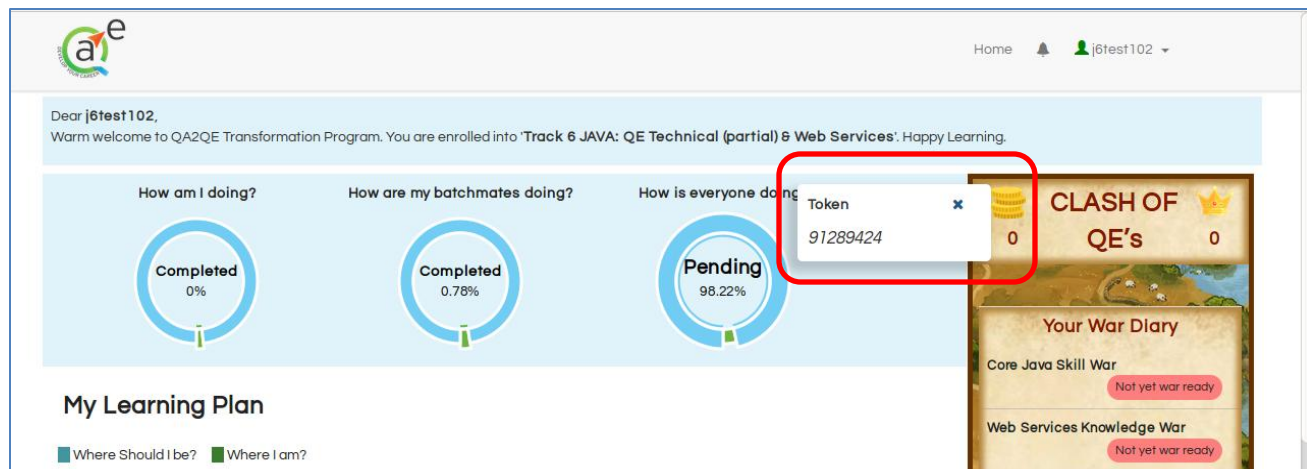 ae
DEVELOP YOUR CAREER
Home j6test102
Dear j6test102,
Warm welcome to QA2QE Transformation Program. You are enrolled into 'Track 6 JAVA: QE Technical (partial) & Web Services'. Happy Learning.
How am I doing?
Completed
0%
How are my batchmates doing?
Completed
0.78%
How is everyone doing
Pending
98.22%
Token
91289424
CLASH OF
QE's
0
0
Your War Diary
Core Java Skill War
Not yet war ready
Web Services Knowledge War
Not yet war ready
My Learning Plan
Where Should I be? Where I am?